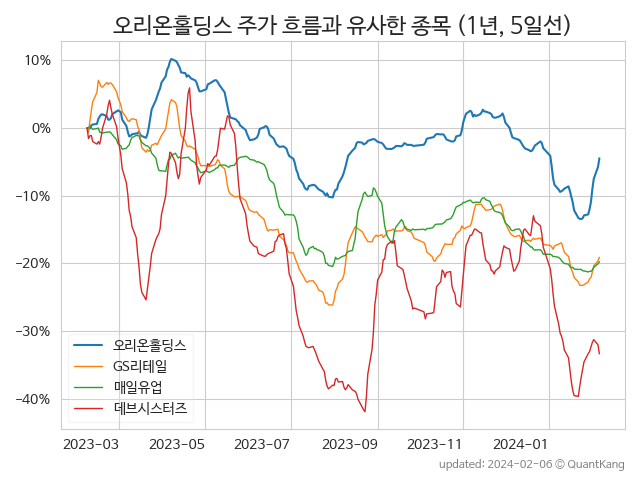 오리온홀딩스 주가 흐름과 유사한 종목 (1년, 5일선)
10%
0%
−10%
−20%
−30%
−40%
오리온홀딩스
GS리테일
매일유업
데브시스터즈
2023-03 2023-05 2023-07 2023-09 2023-11 2024-01
updated: 2024-02-06 © QuantKang